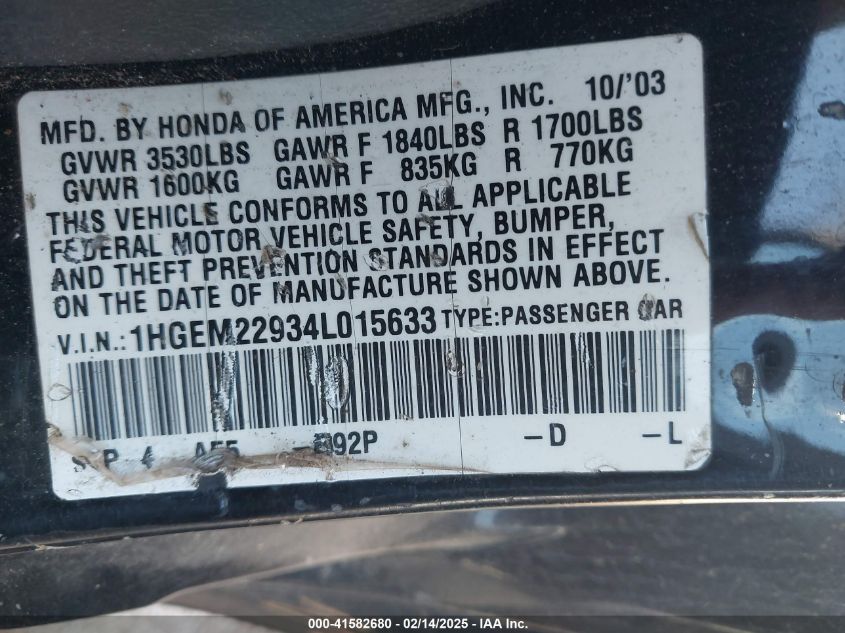 MFD. BY HONDA OF AMERICA MFG., INC. 10/'03
GVWR 3530LBS GAWR F 1840LBS R 1700LBS
GVWR 1600KG GAWR F 835KG R 770KG
THIS VEHICLE CONFORMS TO ALL APPLICABLE
FEDERAL MOTOR VEHICLE SAFETY, BUMPER,
AND THEFT PREVENTION STANDARDS IN EFFECT
ON THE DATE OF MANUFACTURE SHOWN ABOVE.
V.I.N.: 1HGEM22934L015633 TYPE:PASSENGER CAR
P 4 92P -D -L
000-41582680 - 02/14/2025 - IAA Inc.